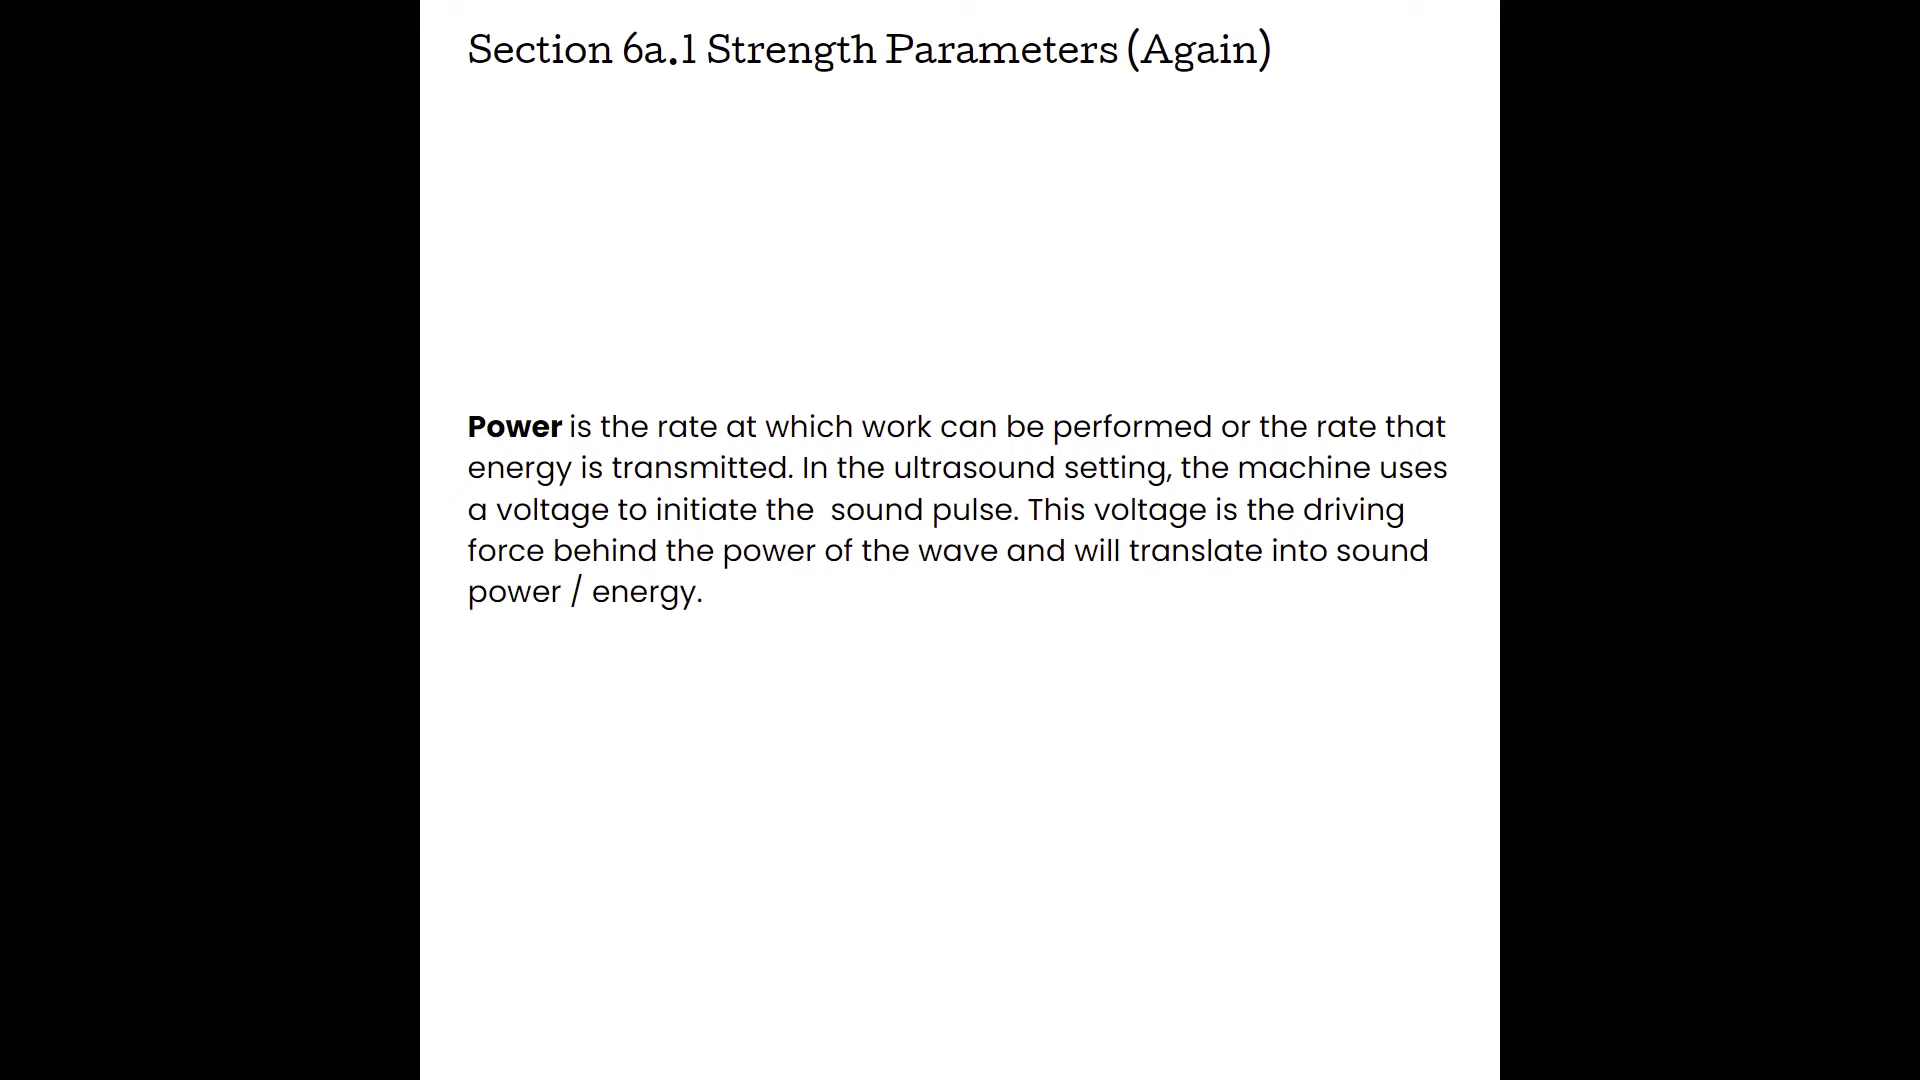 Section 6a.1 Strength Parameters (Again)
Power is the rate at which work can be performed or the rate that
energy is transmitted. In the ultrasound setting, the machine uses
a voltage to initiate the  sound pulse. This voltage is the driving
force behind the power of the wave and will translate into sound
power / energy.